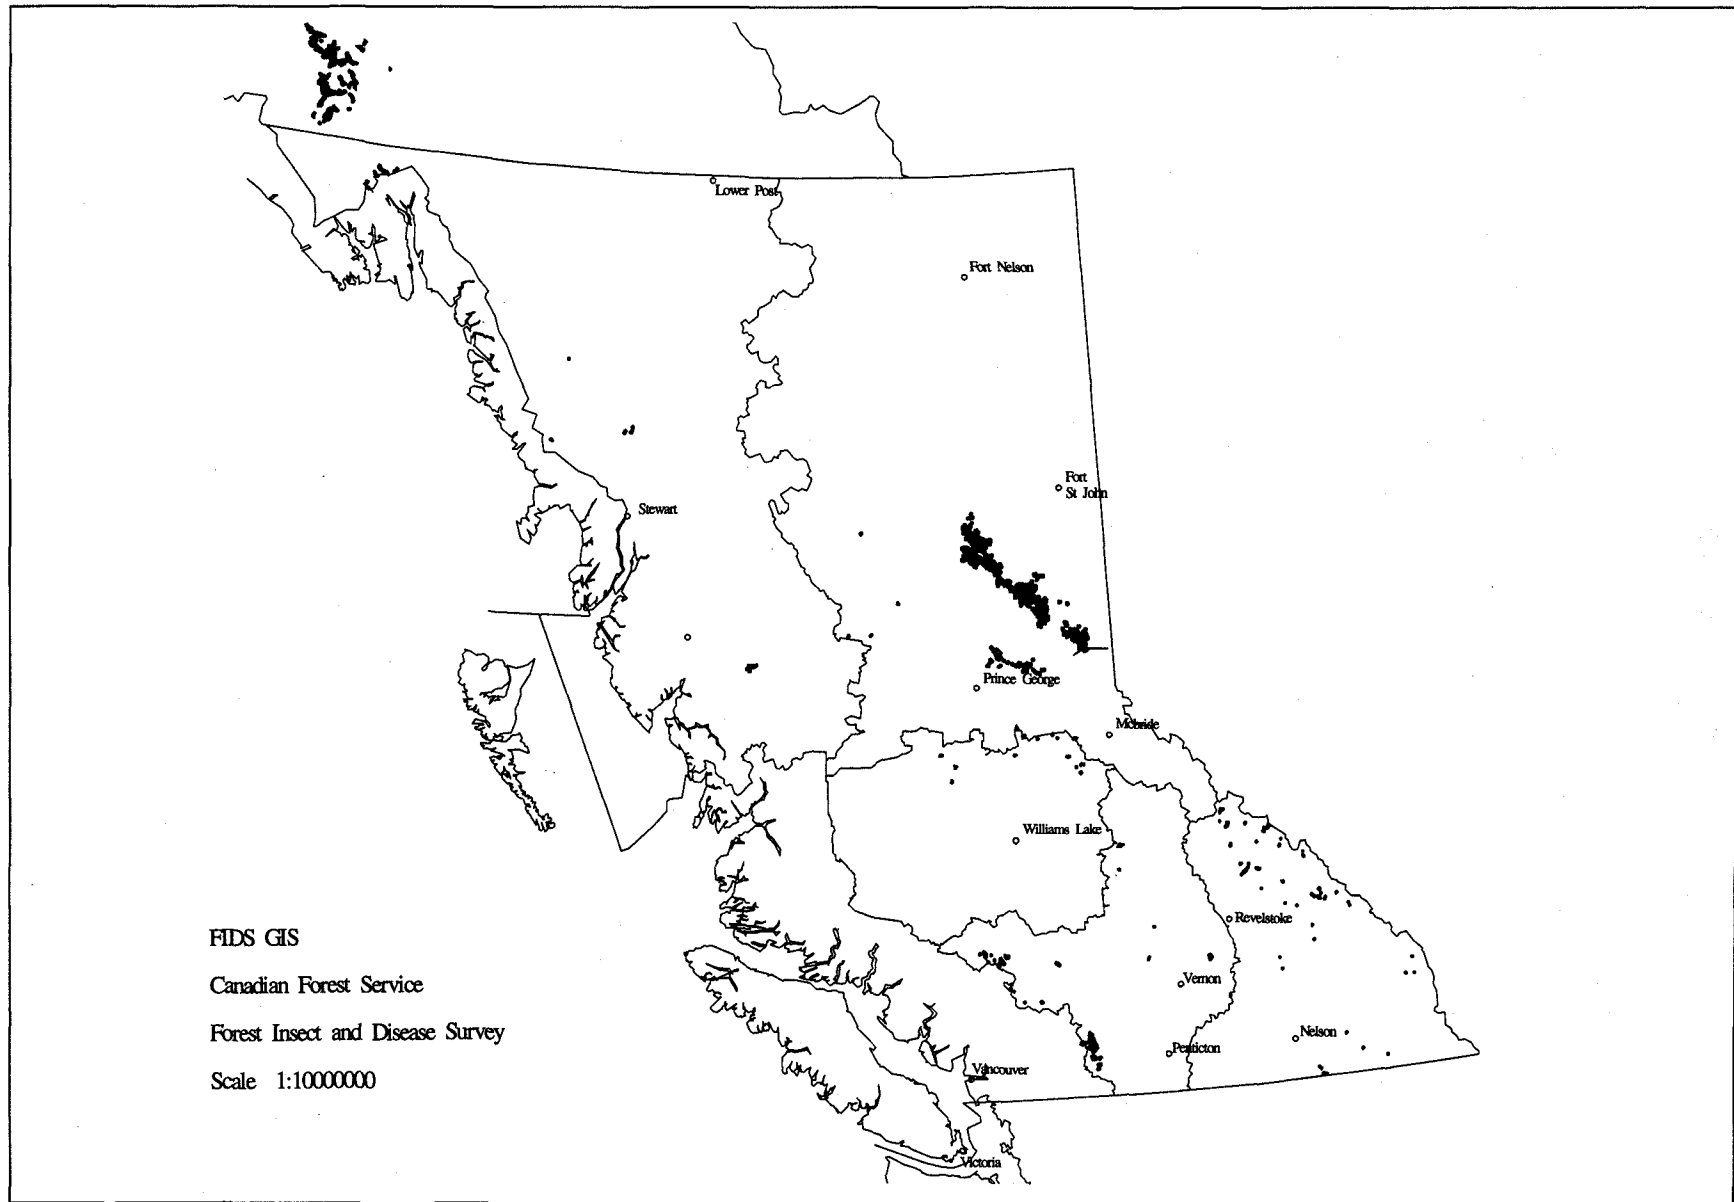 Lower Post
Fort Nelson
Fort
St John
Stewart
Prince George
Mcbride
Williams Lake
Revelstoke
Vernon
Nelson
Penticton
Vancouver
Victoria
FIDS GIS
Canadian Forest Service
Forest Insect and Disease Survey
Scale 1:10000000